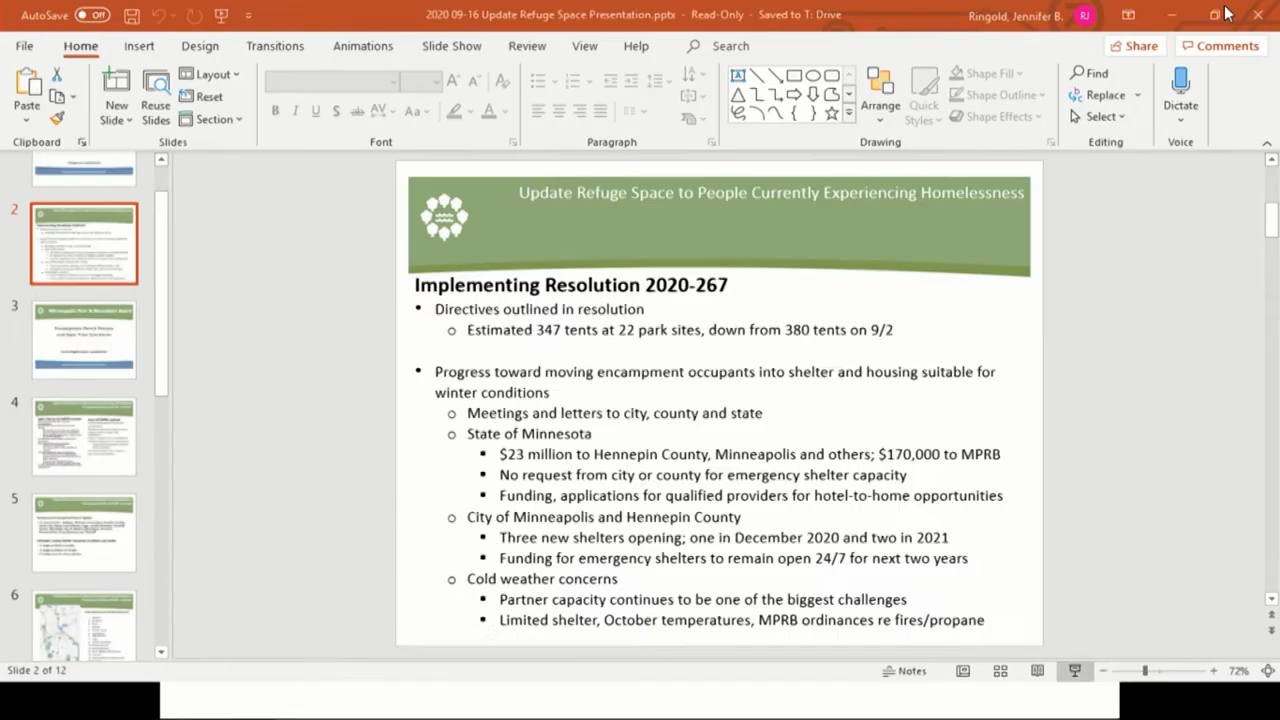 AutoSave Off
2020 09-16 Update Refuge Space Presentation.pptx - Read-Only - Saved to T: Drive
Ringold, Jennifer B. RJ
File Home Insert Design Transitions Animations Slide Show Review View Help Search
Share Comments
Paste
New Slide
Reuse Slides
Layout
Reset
Section
Arrange
Quick Styles
Shape Fill
Shape Outline
Shape Effects
Find
Replace
Select
Dictate
Clipboard Slides Font Paragraph Drawing Editing Voice
2
3
4
5
6
Update Refuge Space to People Currently Experiencing Homelessness
Implementing Resolution 2020-267
• Directives outlined in resolution
o Estimated 347 tents at 22 park sites, down from 380 tents on 9/2
• Progress toward moving encampment occupants into shelter and housing suitable for
winter conditions
o Meetings and letters to city, county and state
o State of Minnesota
▪ $23 million to Hennepin County, Minneapolis and others; $170,000 to MPRB
▪ No request from city or county for emergency shelter capacity
▪ Funding, applications for qualified providers for hotel-to-home opportunities
o City of Minneapolis and Hennepin County
▪ Three new shelters opening; one in December 2020 and two in 2021
▪ Funding for emergency shelters to remain open 24/7 for next two years
o Cold weather concerns
▪ Partner capacity continues to be one of the biggest challenges
▪ Limited shelter, October temperatures, MPRB ordinances re fires/propane
Slide 2 of 12
Notes
72%